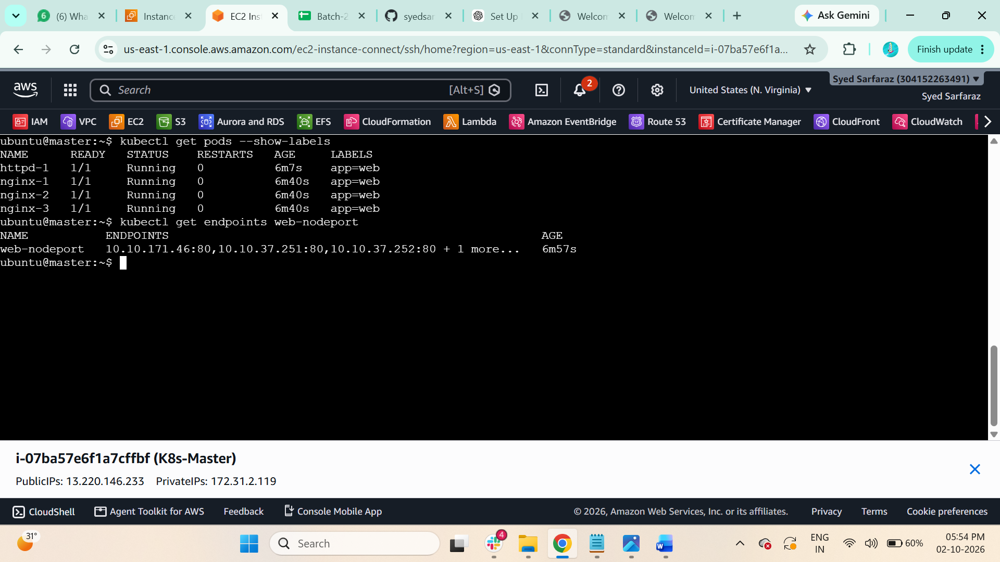 6 (6) Wha
Instance
EC2 Ins
Batch-2
syedsar
Set Up
Welcom
Welcom
Ask Gemini
us-east-1.console.aws.amazon.com/ec2-instance-connect/ssh/home?region=us-east-1&connType=standard&instanceId=i-07ba57e6f1a...
Finish update
aws
Search
[Alt+S]
2
United States (N. Virginia)
Syed Sarfaraz (304152263491)
Syed Sarfaraz
IAM
VPC
EC2
S3
Aurora and RDS
EFS
CloudFormation
Lambda
Amazon EventBridge
Route 53
Certificate Manager
CloudFront
CloudWatch
ubuntu@master:~$ kubectl get pods --show-labels
NAME READY STATUS RESTARTS AGE LABELS
httpd-1 1/1 Running 0 6m7s app=web
nginx-1 1/1 Running 0 6m40s app=web
nginx-2 1/1 Running 0 6m40s app=web
nginx-3 1/1 Running 0 6m40s app=web
ubuntu@master:~$ kubectl get endpoints web-nodeport
NAME ENDPOINTS AGE
web-nodeport 10.10.171.46:80,10.10.37.251:80,10.10.37.252:80 + 1 more... 6m57s
ubuntu@master:~$
i-07ba57e6f1a7cffbf (K8s-Master)
PublicIPs: 13.220.146.233 PrivateIPs: 172.31.2.119
CloudShell
Agent Toolkit for AWS
Feedback
Console Mobile App
© 2026, Amazon Web Services, Inc. or its affiliates.
Privacy
Terms
Cookie preferences
31°
Search
4
W
ENG
IN
60%
05:54 PM
02-10-2026